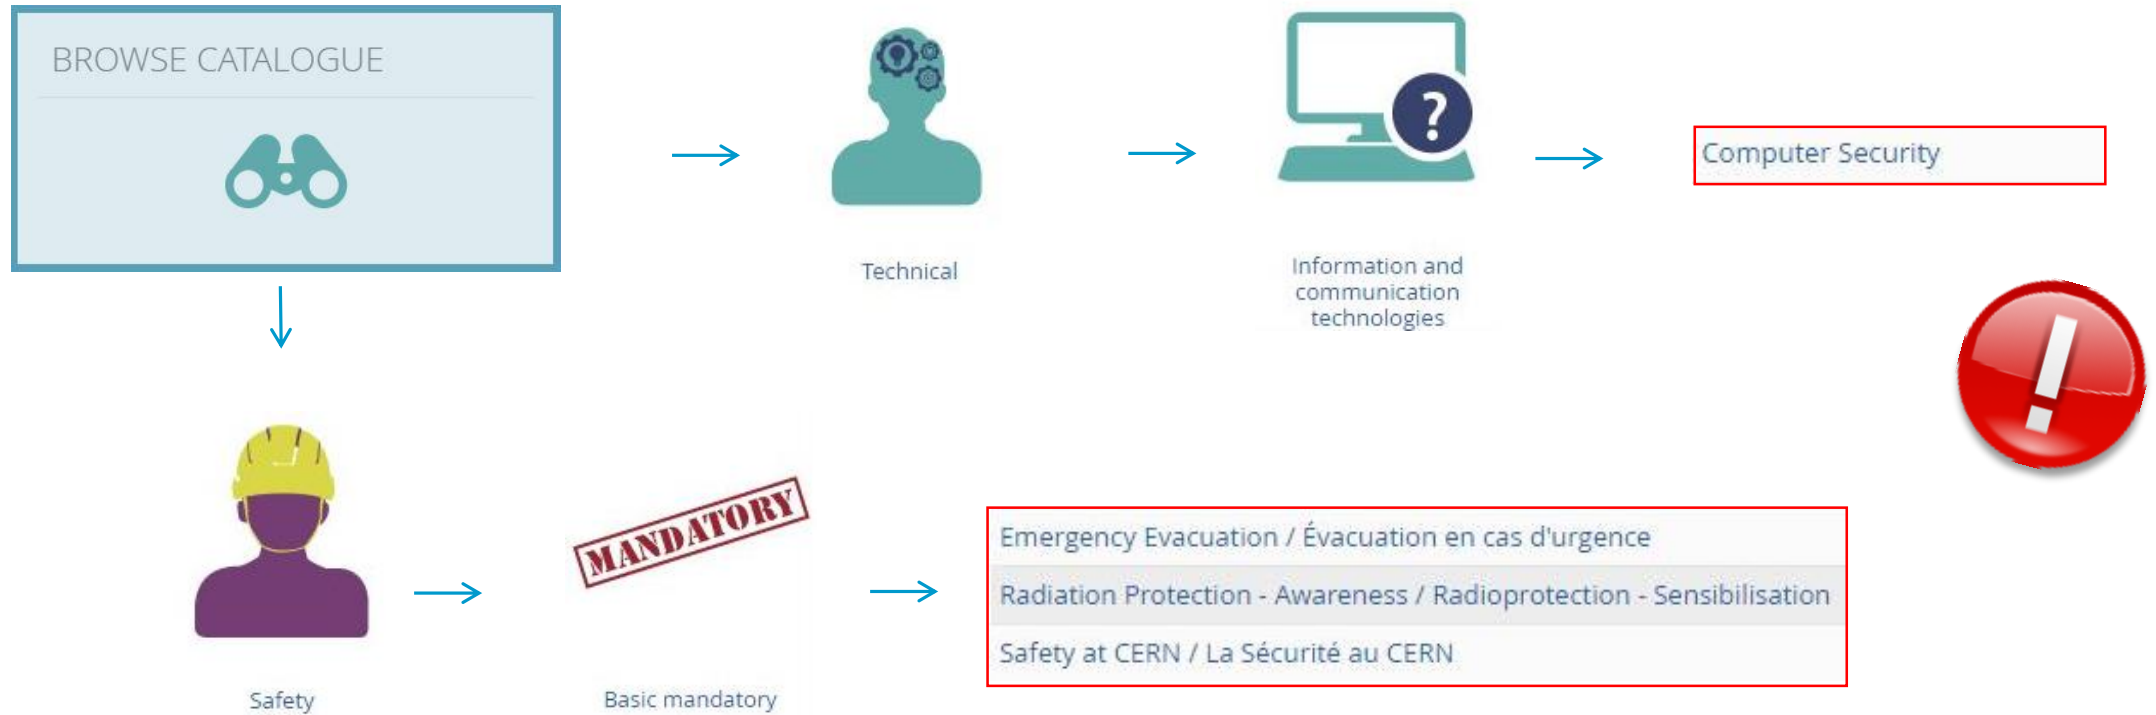 BROWSE CATALOGUE
Technical
?
Information and
communication
technologies
Computer Security
!
Safety
MANDATORY
Basic mandatory
Emergency Evacuation / Évacuation en cas d'urgence
Radiation Protection - Awareness / Radioprotection - Sensibilisation
Safety at CERN / La Sécurité au CERN